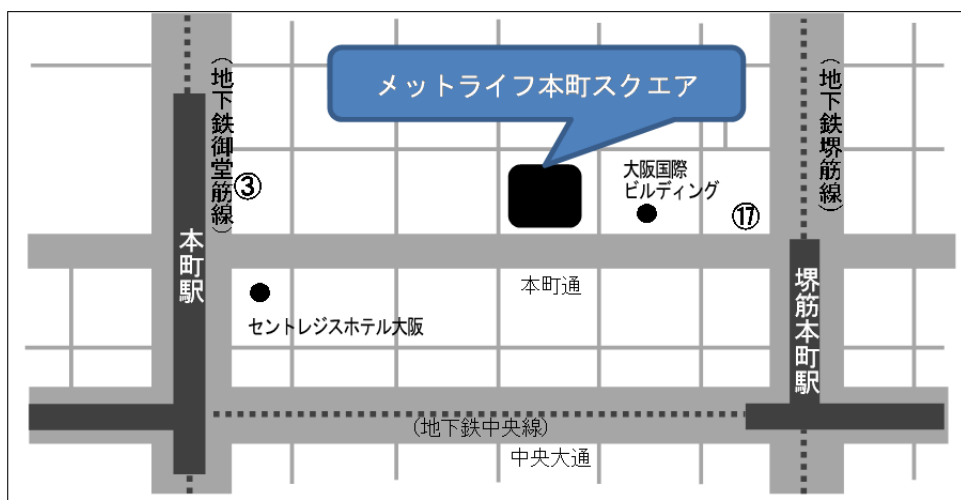 メットライフ本町スクエア
（地下鉄御堂筋線）
（地下鉄堺筋線）
③
大阪国際
ビルディング
⑰
本町駅
本町通
堺筋本町駅
セントレジスホテル大阪
（地下鉄中央線）
中央大通